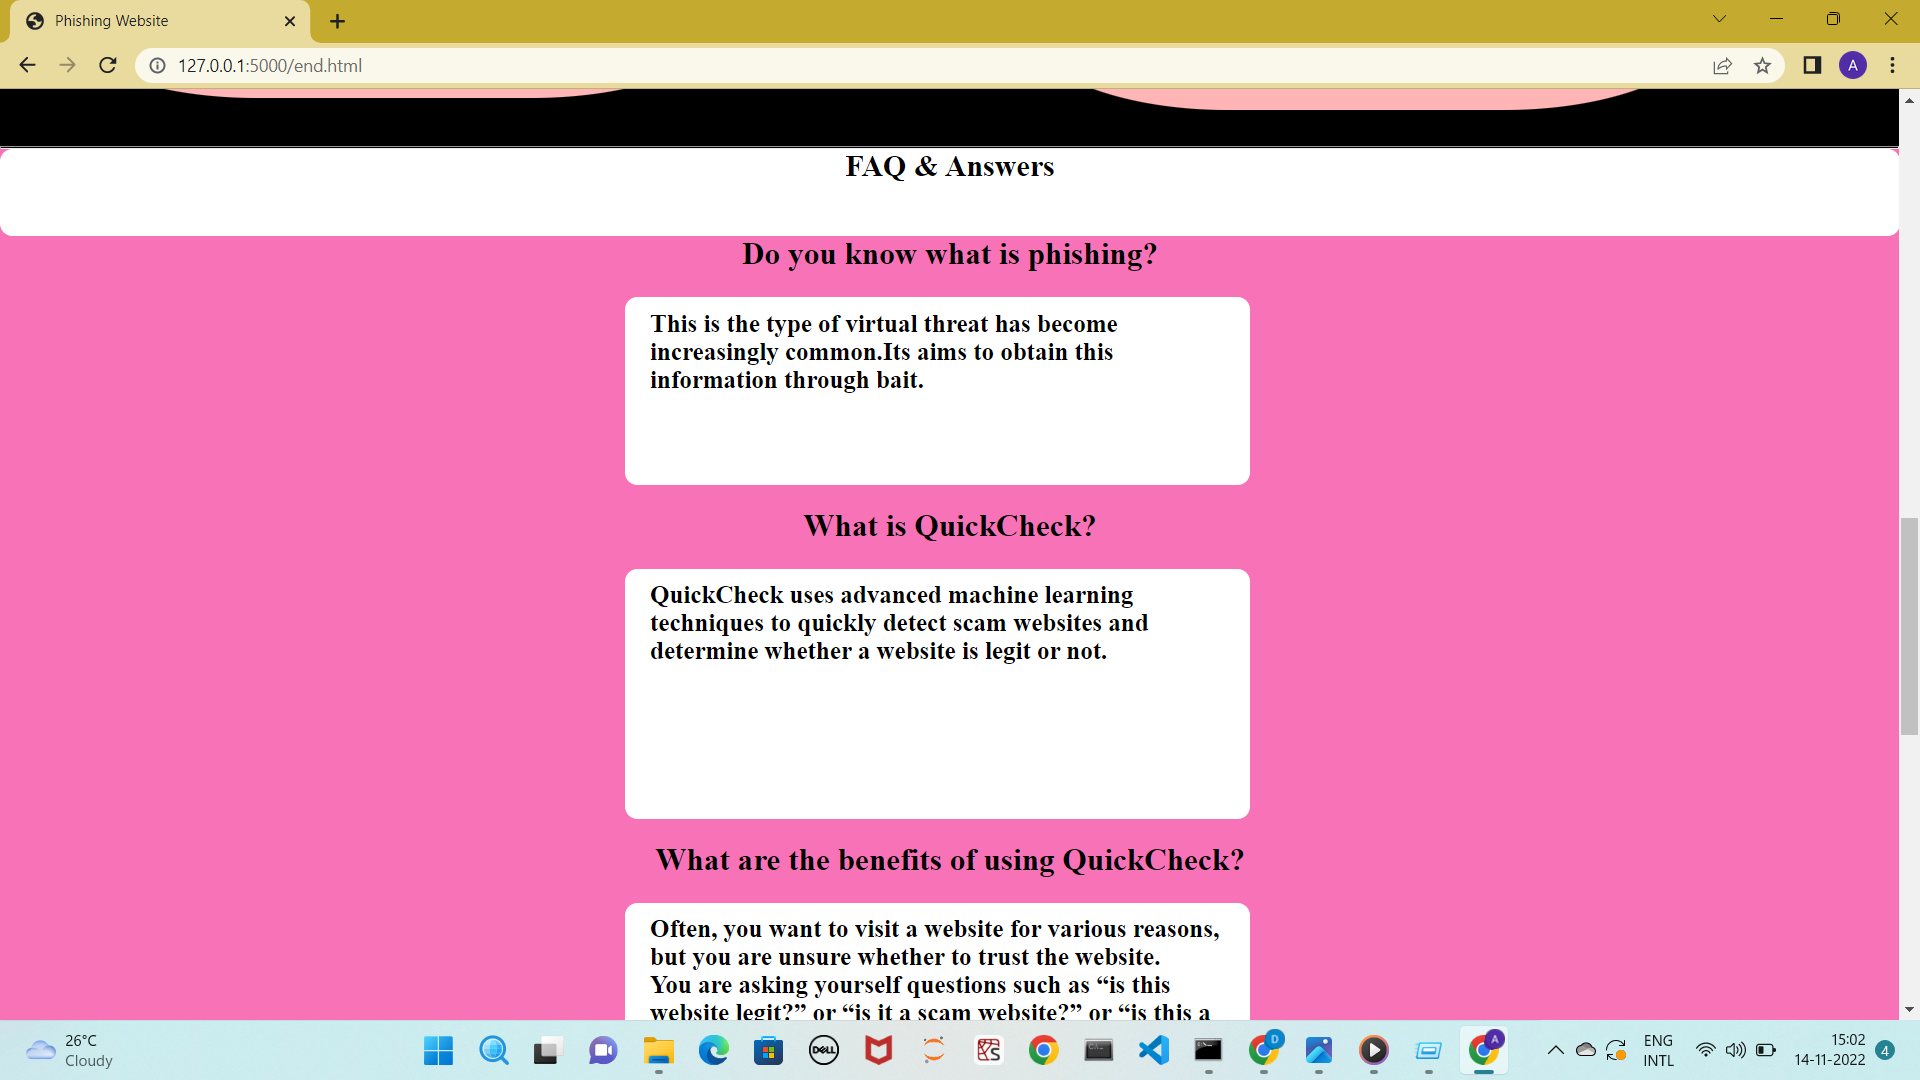 Phishing Website
127.0.0.1:5000/end.html
A
FAQ & Answers
Do you know what is phishing?
This is the type of virtual threat has become
increasingly common.Its aims to obtain this
information through bait.
What is QuickCheck?
QuickCheck uses advanced machine learning
techniques to quickly detect scam websites and
determine whether a website is legit or not.
What are the benefits of using QuickCheck?
Often, you want to visit a website for various reasons,
but you are unsure whether to trust the website.
You are asking yourself questions such as “is this
website legit?” or “is it a scam website?” or “is this a
26°C
Cloudy
DELL
D
A
ENG
INTL
15:02
14-11-2022
4